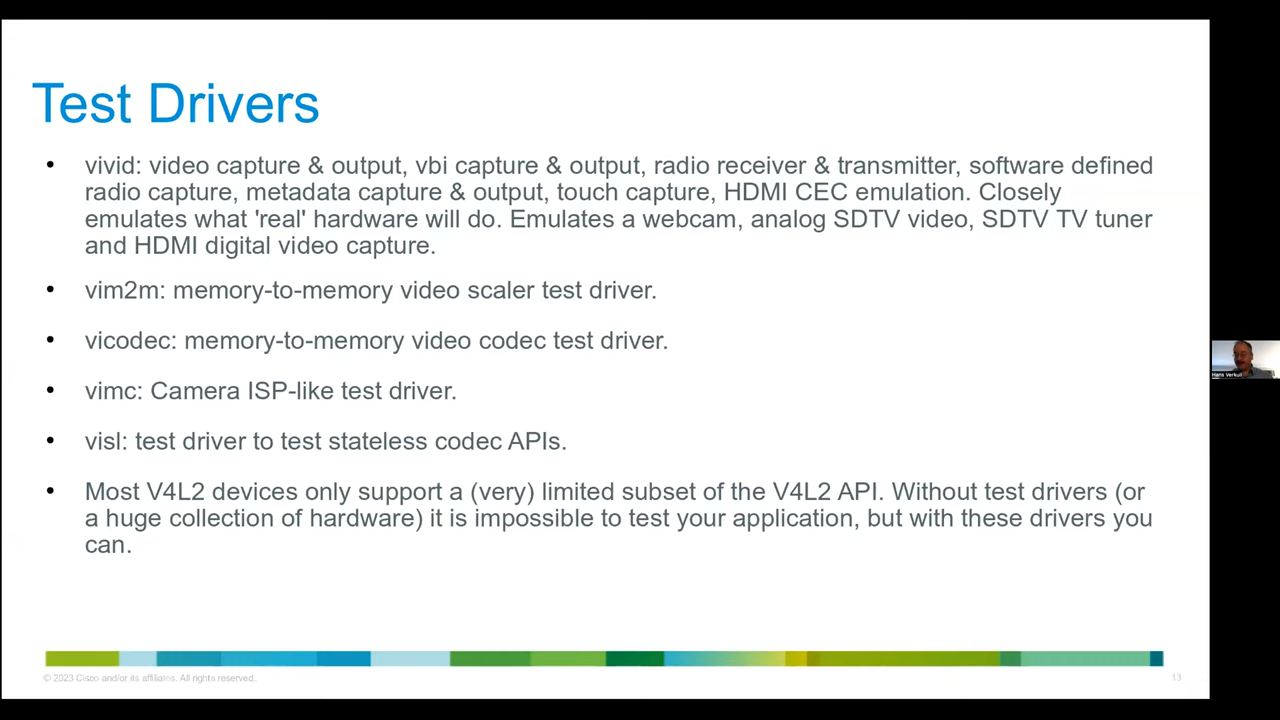 Test Drivers
• vivid: video capture & output, vbi capture & output, radio receiver & transmitter, software defined
radio capture, metadata capture & output, touch capture, HDMI CEC emulation. Closely
emulates what 'real' hardware will do. Emulates a webcam, analog SDTV video, SDTV TV tuner
and HDMI digital video capture.
• vim2m: memory-to-memory video scaler test driver.
• vicodec: memory-to-memory video codec test driver.
• vimc: Camera ISP-like test driver.
• visl: test driver to test stateless codec APIs.
• Most V4L2 devices only support a (very) limited subset of the V4L2 API. Without test drivers (or
a huge collection of hardware) it is impossible to test your application, but with these drivers you
can.
Hans Verkuil
© 2023 Cisco and/or its affiliates. All rights reserved.
13